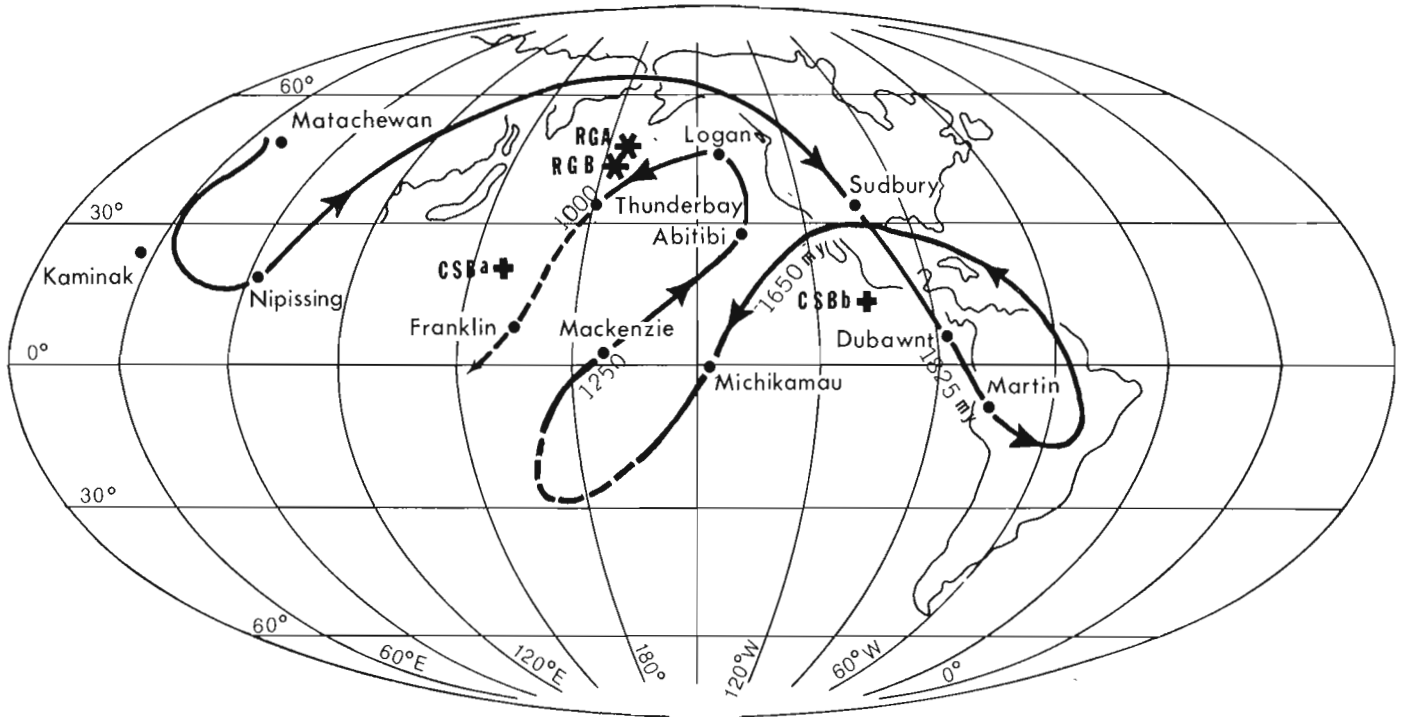 60°
Matachewan
RGA
Logan
RGB
Sudbury
30°
1000
Thunderbay
Abitibi
Kaminak
CSBa
1650 my
Nipissing
CSBb
Franklin
Mackenzie
Dubawnt
0°
1250
Michikamau
1825 my
Martin
30°
60°
60°E
120°E
180°
120°W
60°W
0°